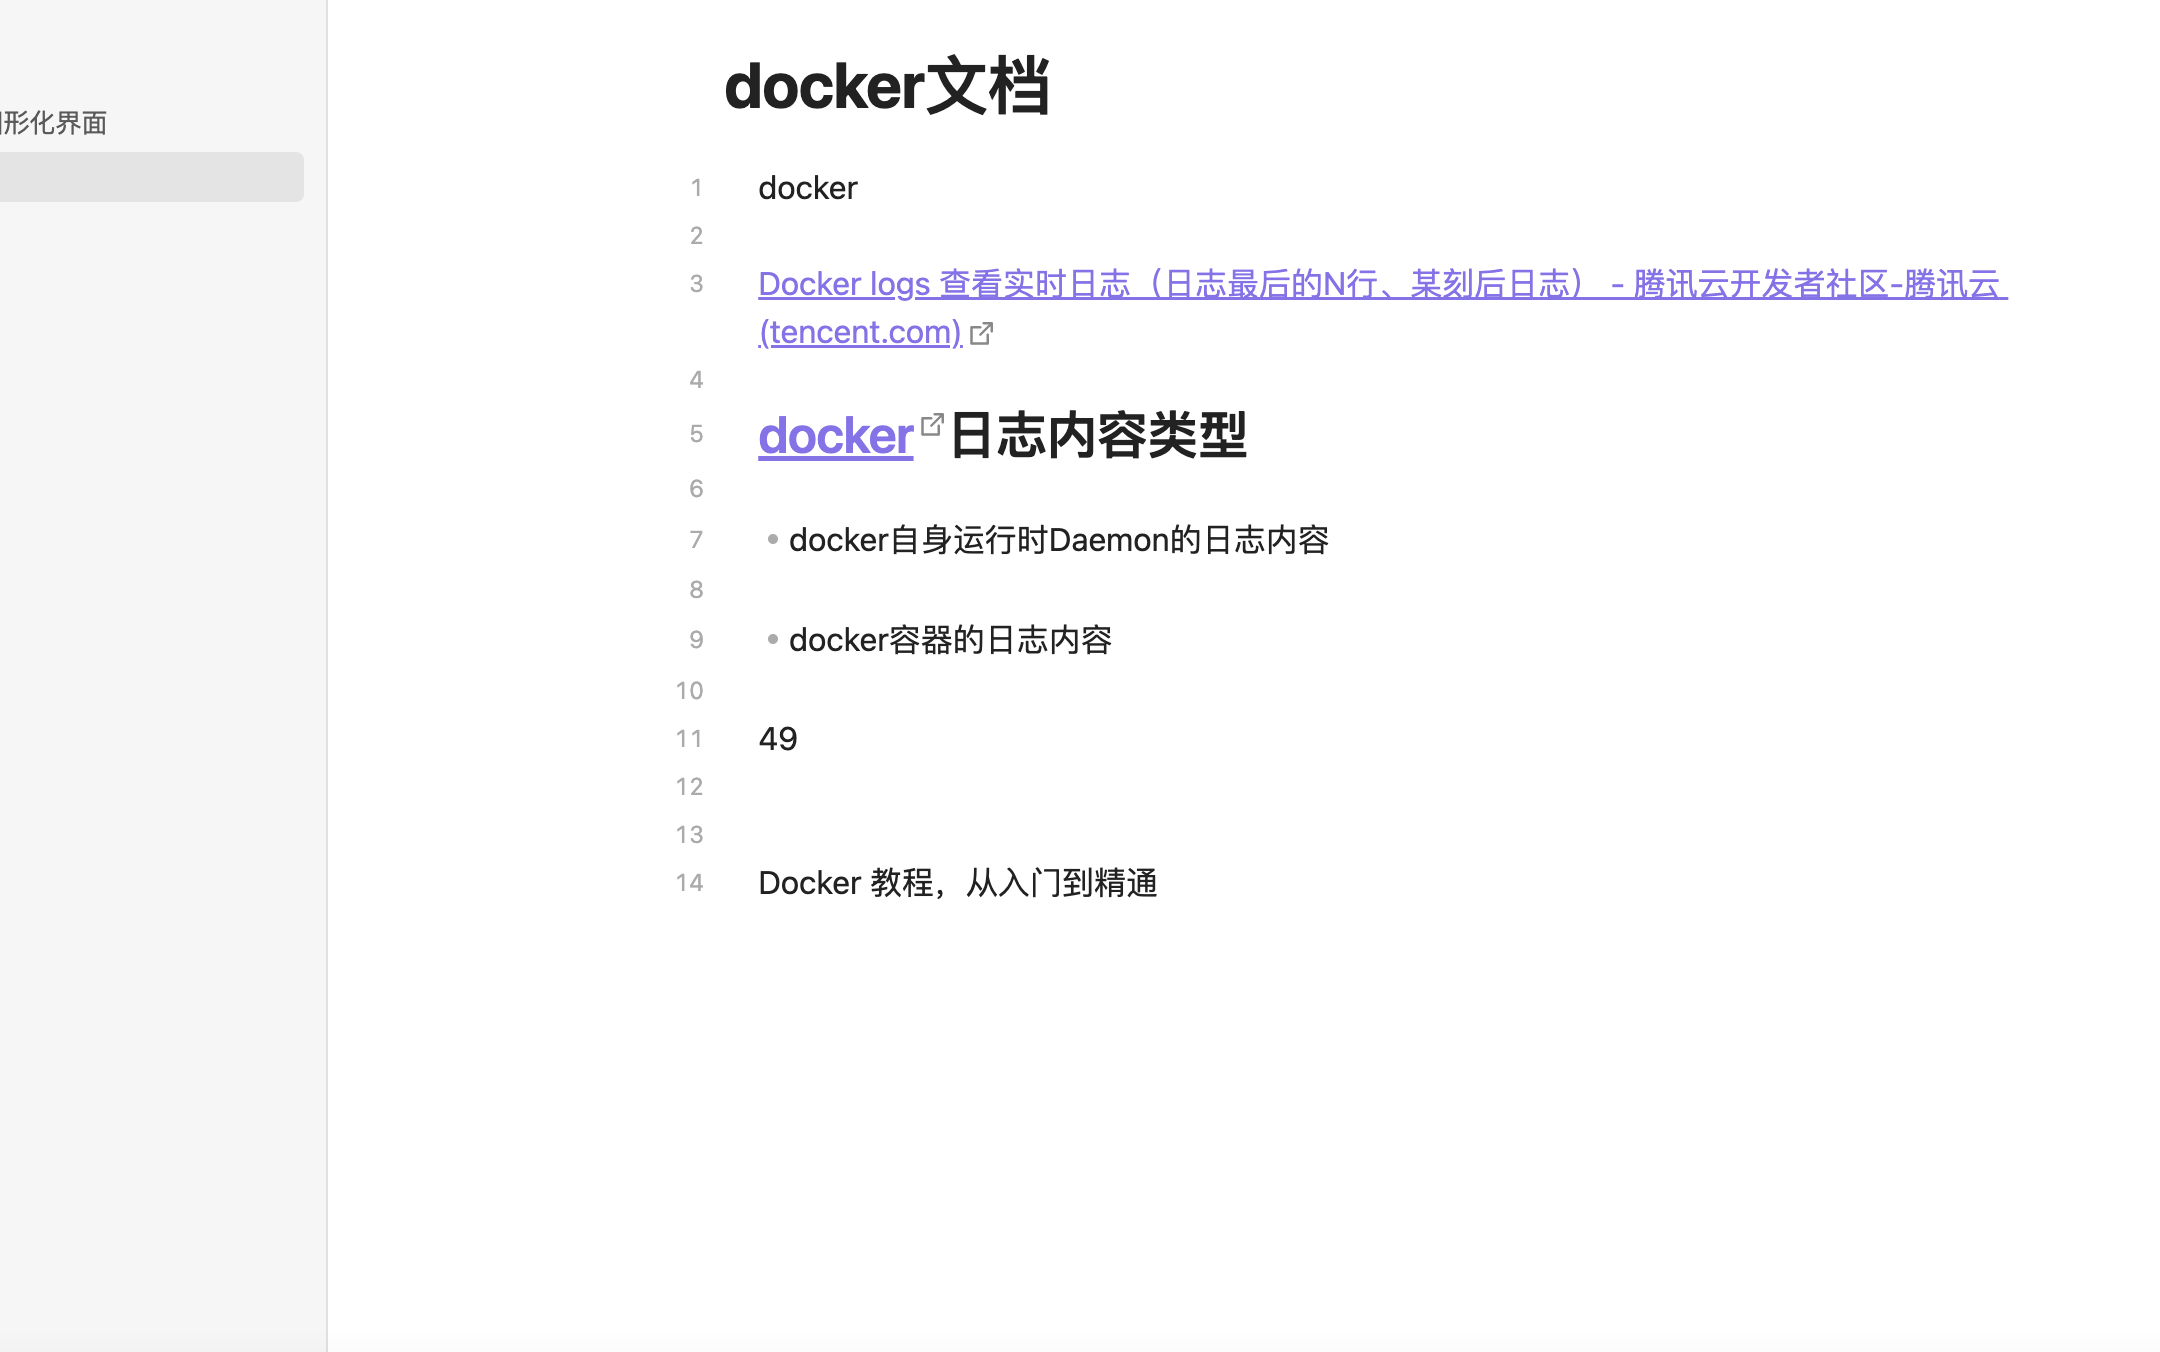 形化界面
docker文档
1 docker
2
3 Docker logs 查看实时日志（日志最后的N行、某刻后日志） - 腾讯云开发者社区-腾讯云
(tencent.com)
4
5 docker日志内容类型
6
7 • docker自身运行时Daemon的日志内容
8
9 • docker容器的日志内容
10
11 49
12
13
14 Docker 教程，从入门到精通